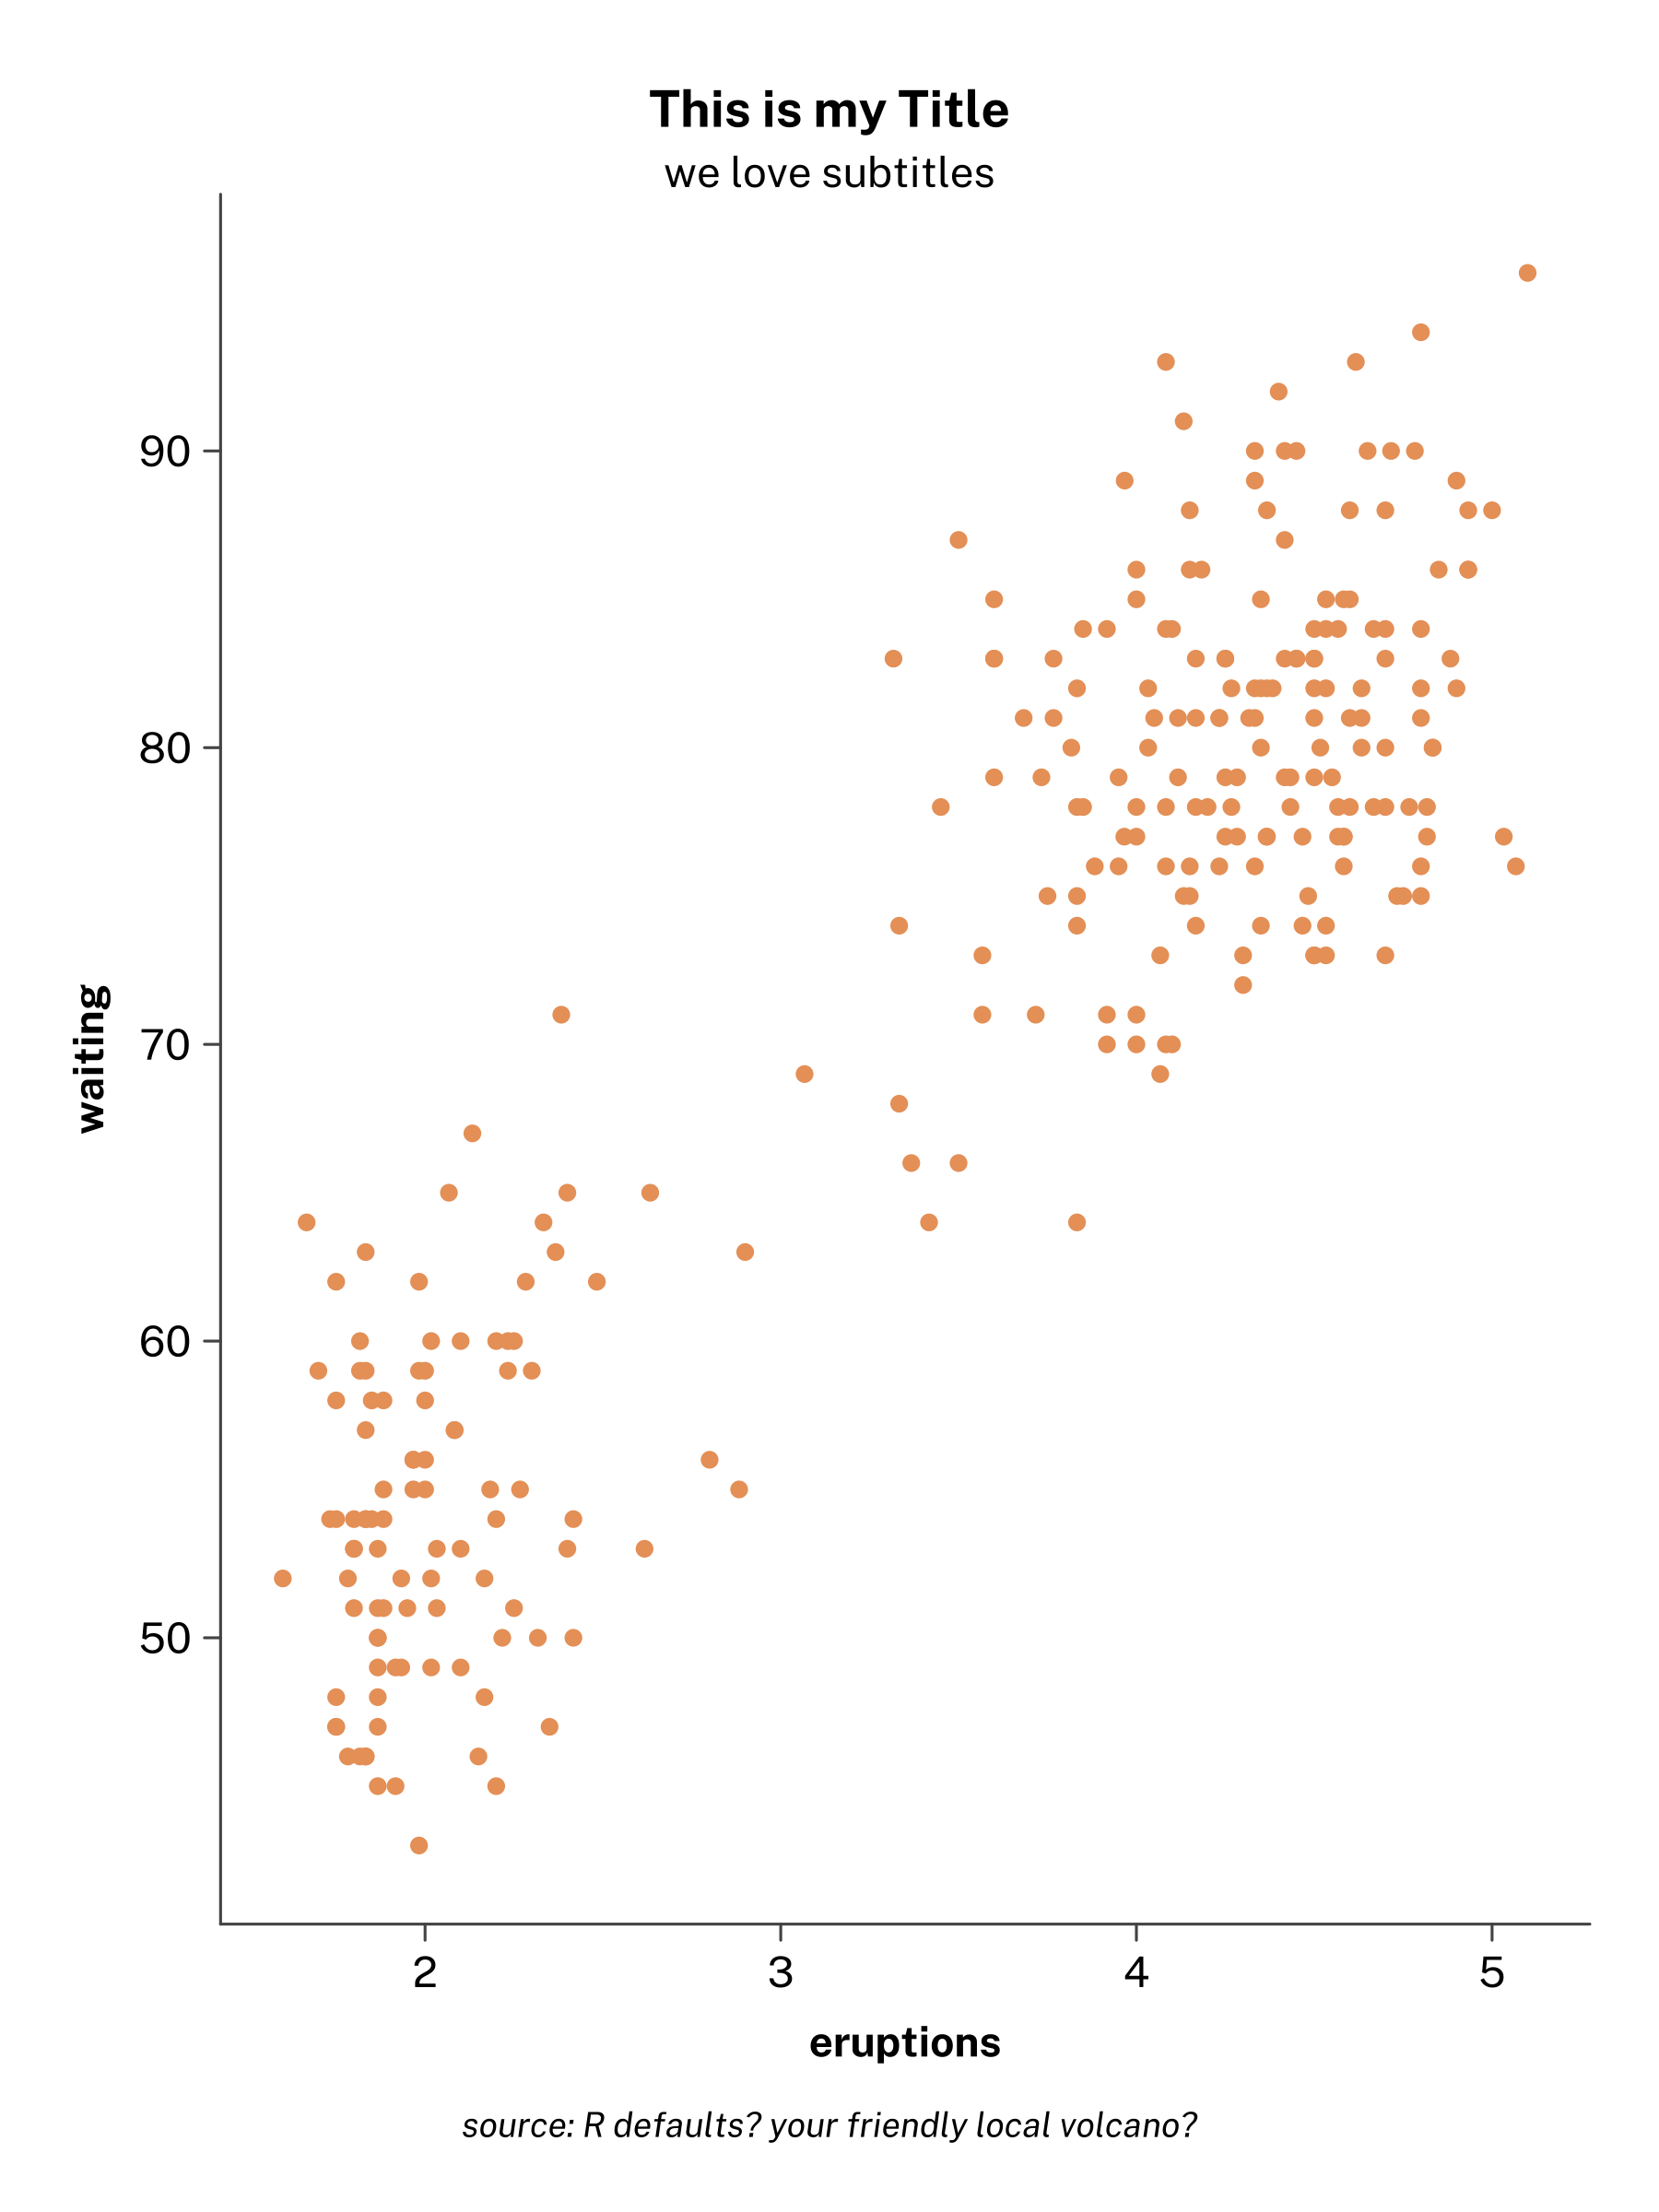 This is my Title
we love subtitles
waiting
90
80
70
60
50
2
3
4
5
eruptions
source: R defaults? your friendly local volcano?